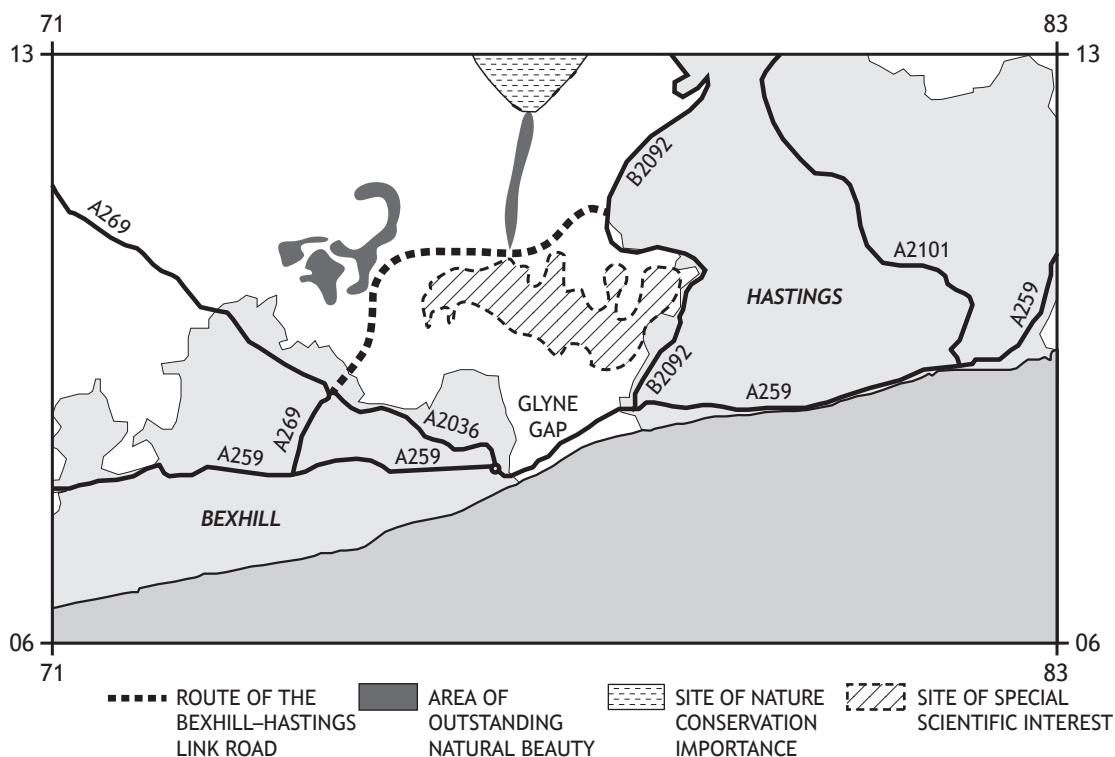 71
83
13
13
B2092
A269
A2101
HASTINGS
A259
B2092
GLYNE
GAP
A259
A2036
A269
A259
A259
BEXHILL
06
06
71
83
ROUTE OF THE
BEXHILL–HASTINGS
LINK ROAD
AREA OF
OUTSTANDING
NATURAL BEAUTY
SITE OF NATURE
CONSERVATION
IMPORTANCE
SITE OF SPECIAL
SCIENTIFIC INTEREST